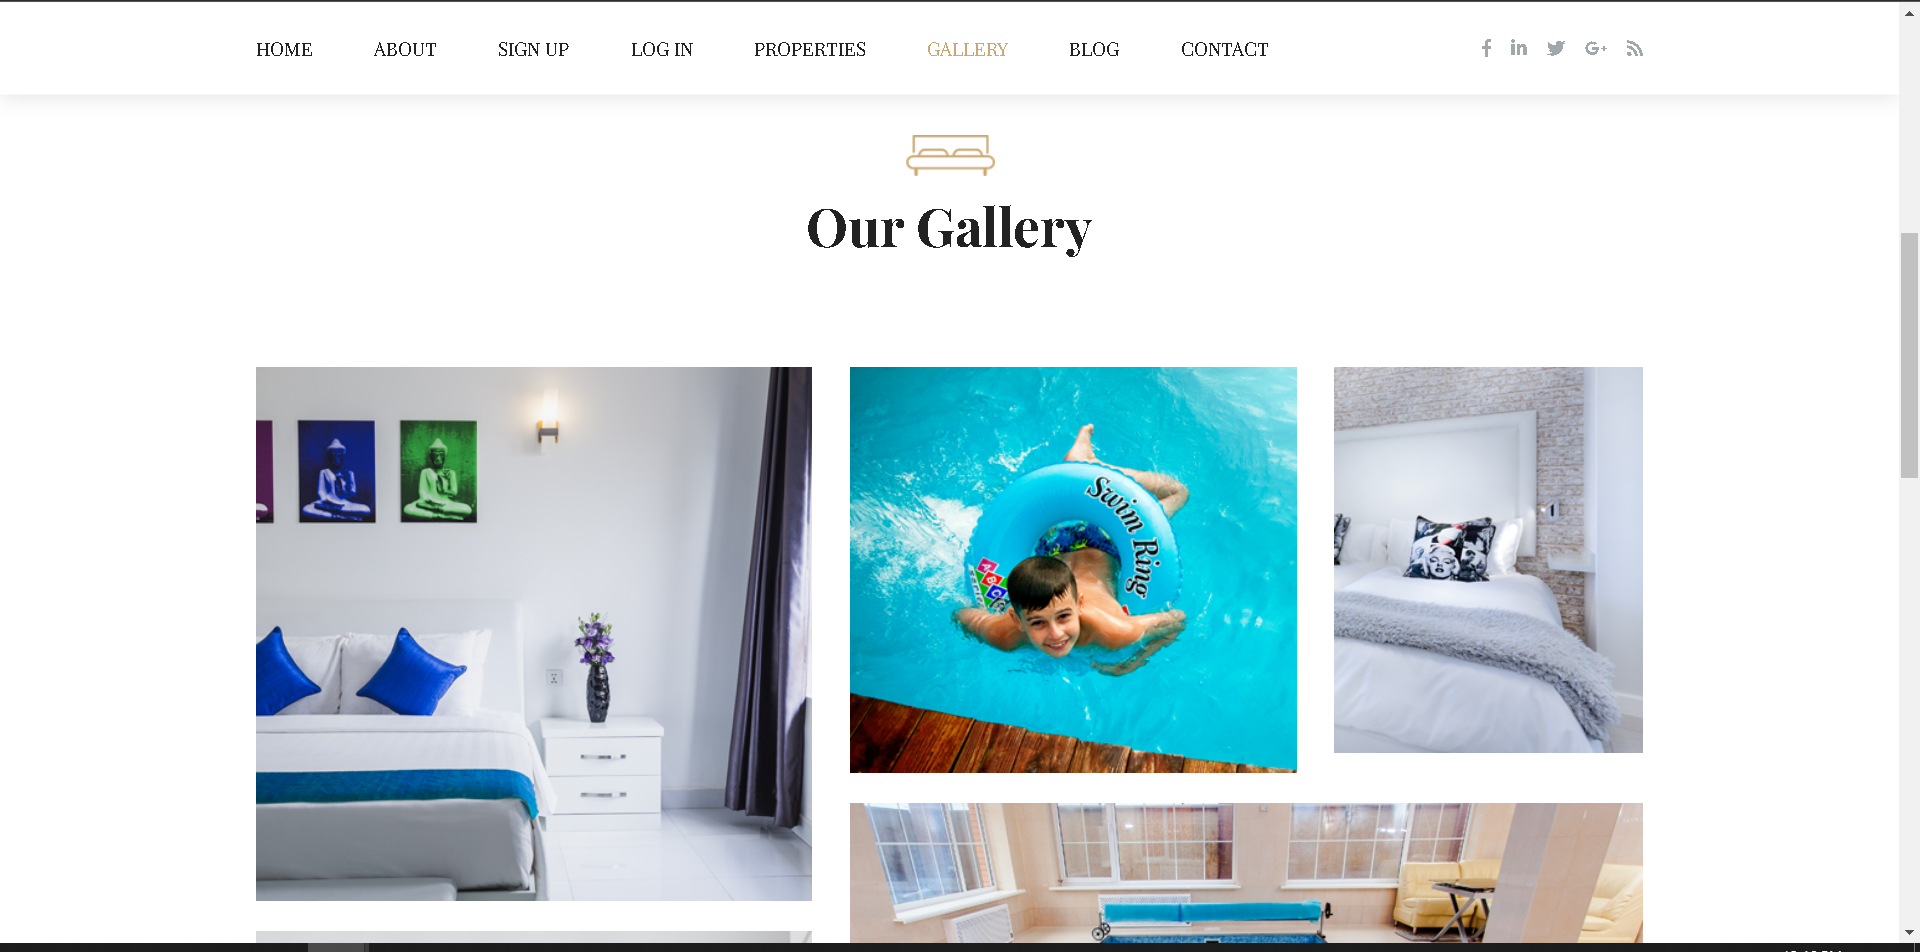 HOME ABOUT SIGN UP LOG IN PROPERTIES GALLERY BLOG CONTACT
Our Gallery
Swim Ring